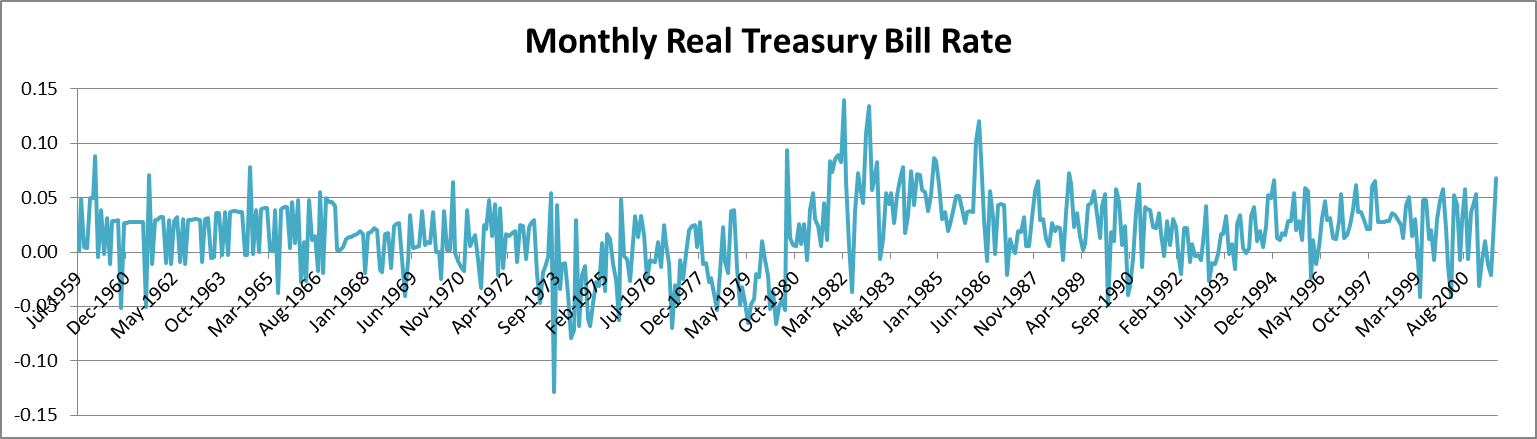 Monthly Real Treasury Bill Rate
0.15
0.10
0.05
0.00
-0.05
-0.10
-0.15
Jul-1959
Dec-1960
May-1962
Oct-1963
Mar-1965
Aug-1966
Jan-1968
Jun-1969
Nov-1970
Apr-1972
Sep-1973
Feb-1975
Jul-1976
Dec-1977
May-1979
Oct-1980
Mar-1982
Aug-1983
Jan-1985
Jun-1986
Nov-1987
Apr-1989
Sep-1990
Feb-1992
Jul-1993
Dec-1994
May-1996
Oct-1997
Mar-1999
Aug-2000